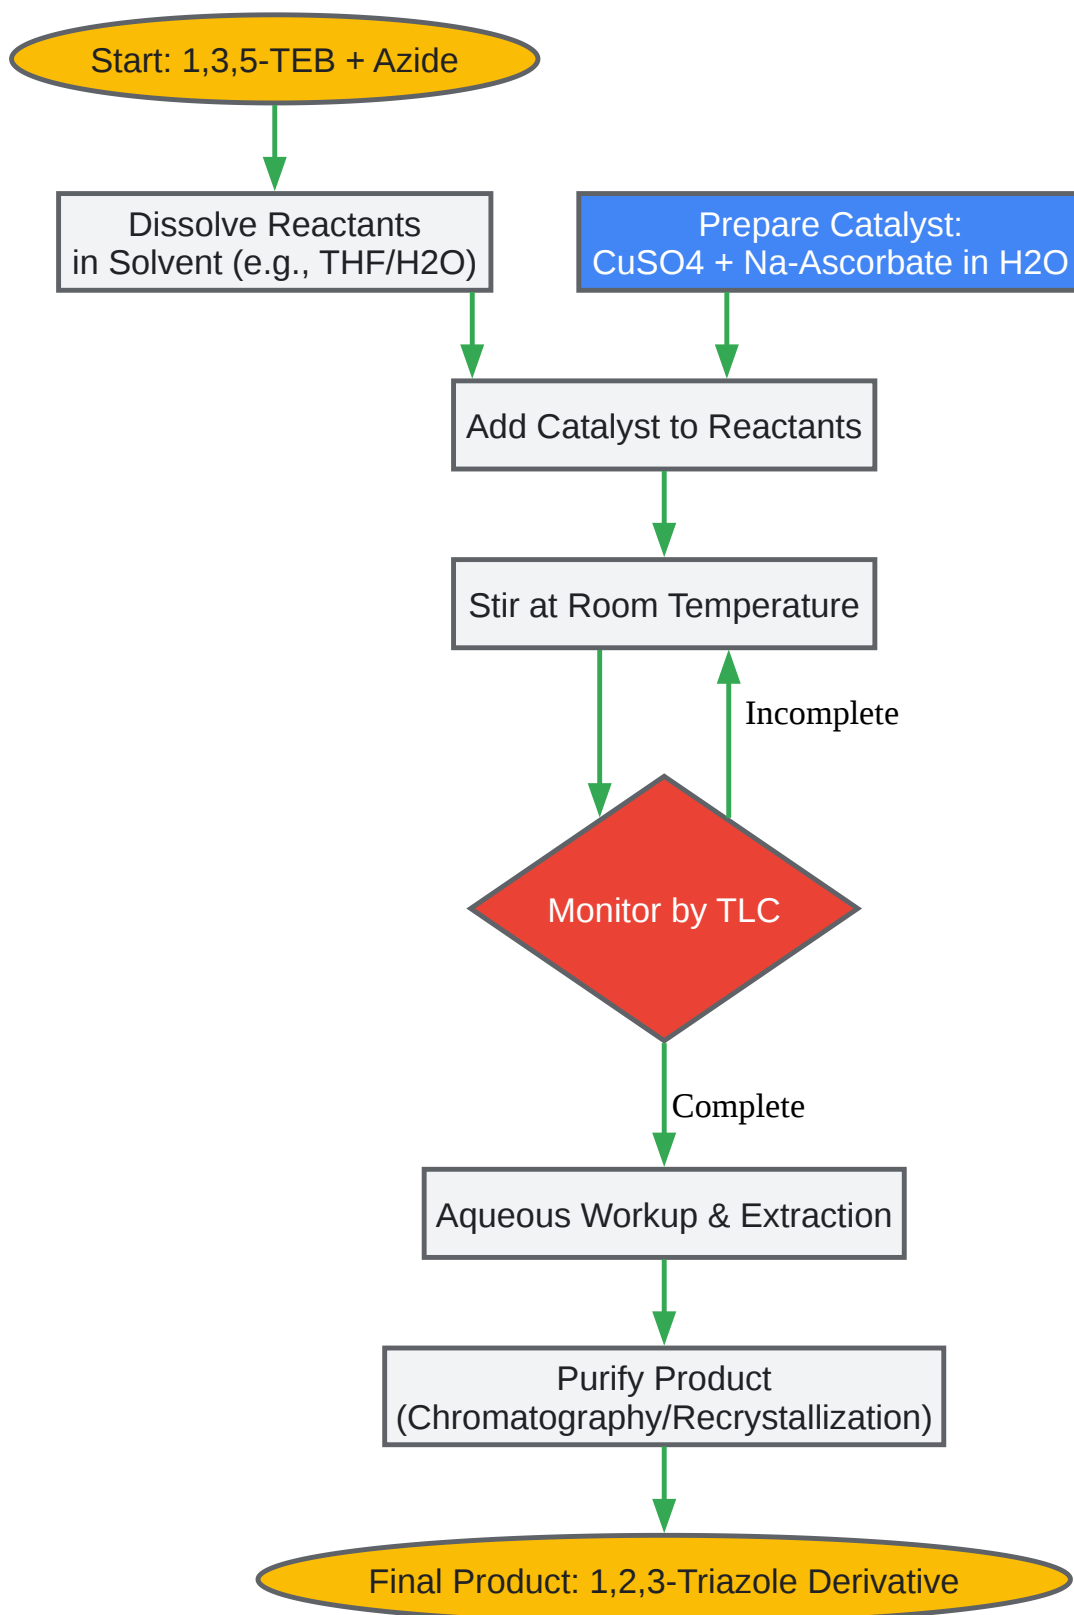 Start: 1,3,5-TEB + Azide
Dissolve Reactants
in Solvent (e.g., THF/H2O)
Prepare Catalyst:
CuSO4 + Na-Ascorbate in H2O
Add Catalyst to Reactants
Stir at Room Temperature
Incomplete
Monitor by TLC
Complete
Aqueous Workup & Extraction
Purify Product
(Chromatography/Recrystallization)
Final Product: 1,2,3-Triazole Derivative